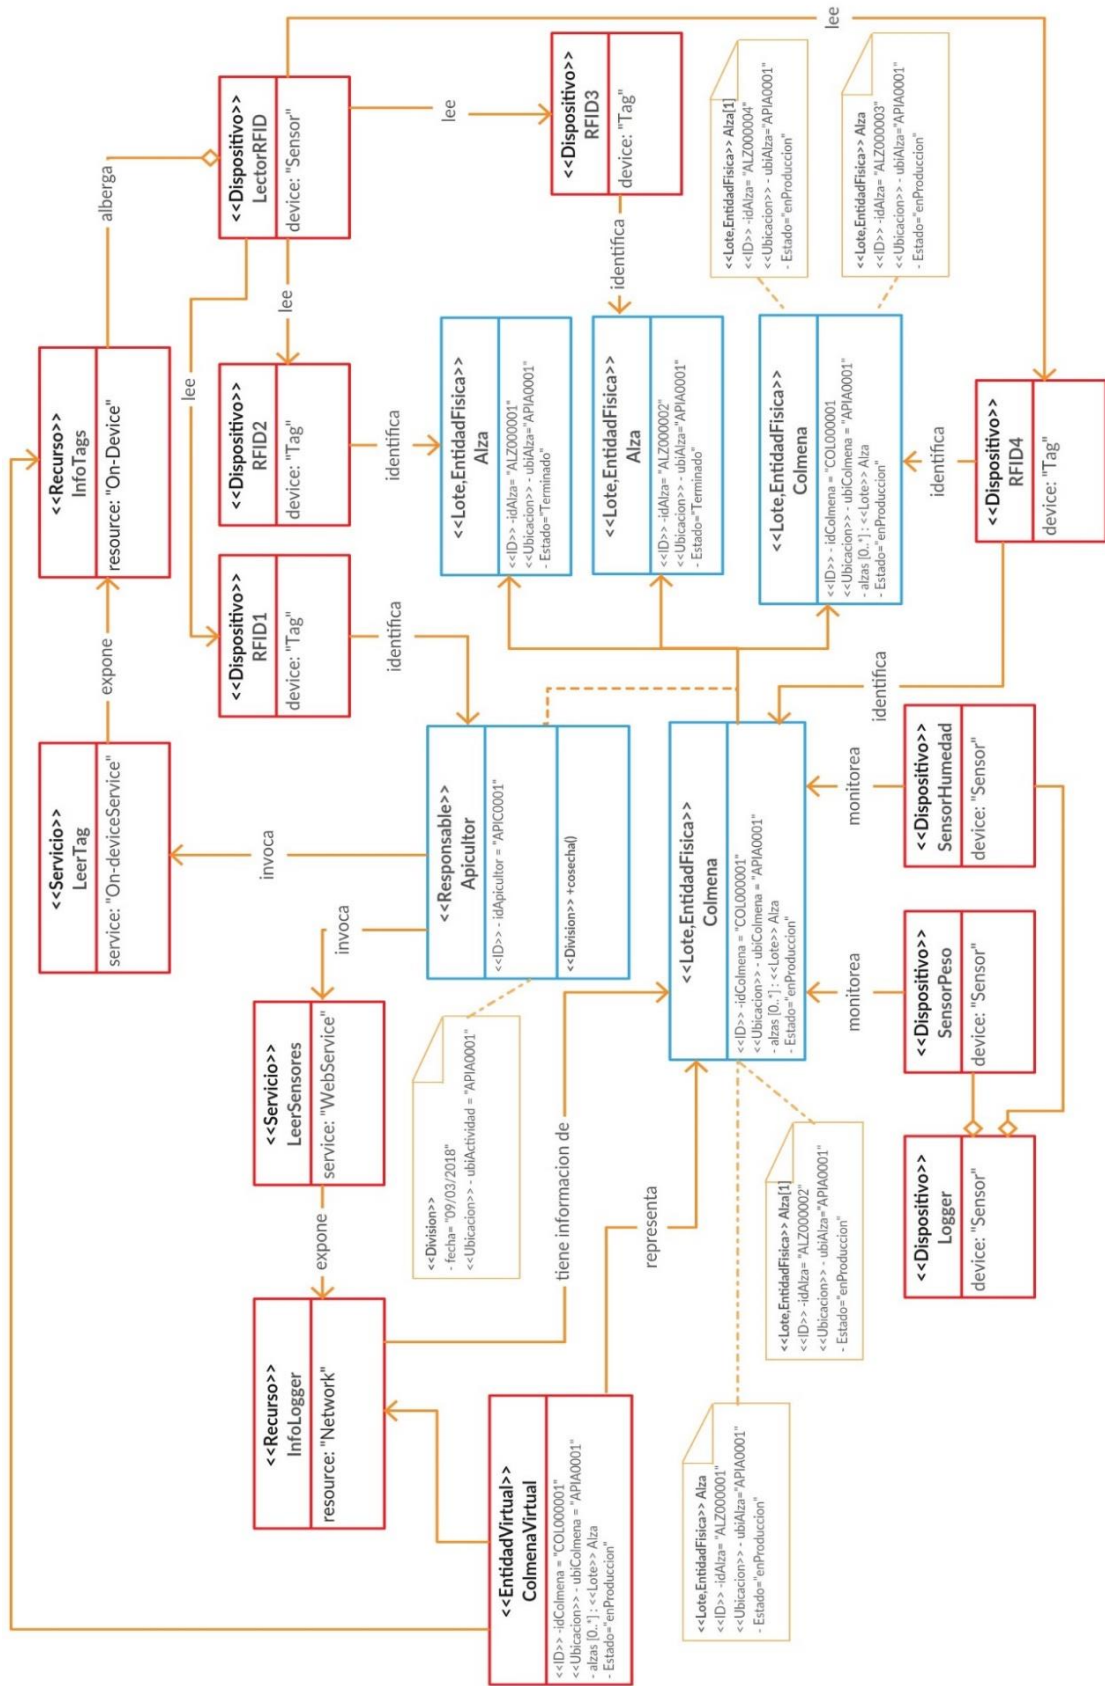 <<Servicio>>
LeerTag
service: "On-deviceService"
expone
<<Recurso>>
InfoTags
resource: "On-Device"
alberga
<<Dispositivo>>
LectorRFID
device: "Sensor"
lee
lee
lee
lee
invoca
<<Servicio>>
LeerSensores
service: "WebService"
invoca
expone
<<Recurso>>
InfoLogger
resource: "Network"
<<Dispositivo>>
RFID1
device: "Tag"
identifica
<<Dispositivo>>
RFID2
device: "Tag"
identifica
<<Dispositivo>>
RFID3
device: "Tag"
identifica
<<Division>>
- fecha= "09/03/2018"
<<Ubicacion>> - ubiActividad = "APIA0001"
<<Responsable>>
Apicultor
<<ID>> - idApicultor = "APIC0001"
<<Division>> +cosecha()
<<Lote,EntidadFisica>>
Alza
<<ID>> -idAlza= "ALZ000001"
<<Ubicacion>> - ubiAlza="APIA0001"
- Estado="Terminado"
<<Lote,EntidadFisica>>
Alza
<<ID>> -idAlza= "ALZ000002"
<<Ubicacion>> - ubiAlza="APIA0001"
- Estado="Terminado"
tiene informacion de
representa
<<EntidadVirtual>>
ColmenaVirtual
<<ID>> -idColmena = "COL000001"
<<Ubicacion>> - ubiColmena = "APIA0001"
- alzas [0..*] : <<Lote>> Alza
- Estado="enProduccion"
<<Lote,EntidadFisica>>
Colmena
<<ID>> -idColmena = "COL000001"
<<Ubicacion>> - ubiColmena = "APIA0001"
- alzas [0..*] : <<Lote>> Alza
- Estado="enProduccion"
<<Lote,EntidadFisica>>
Colmena
<<ID>> - idColmena = "COL000001
<<Ubicacion>> - ubiColmena = "APIA0001"
- alzas [0..*] : <<Lote>> Alza
- Estado="enProduccion"
<<Lote,EntidadFisica>> Alza[1]
<<ID>> -idAlza= "ALZ000004"
<<Ubicacion>> - ubiAlza="APIA0001"
- Estado="enProduccion"
<<Lote,EntidadFisica>> Alza
<<ID>> -idAlza= "ALZ000003"
<<Ubicacion>> - ubiAlza="APIA0001"
- Estado="enProduccion"
<<Lote,EntidadFisica>> Alza
<<ID>> -idAlza= "ALZ000001"
<<Ubicacion>> - ubiAlza="APIA0001"
- Estado="enProduccion"
<<Lote,EntidadFisica>> Alza[1]
<<ID>> -idAlza= "ALZ000002"
<<Ubicacion>> - ubiAlza="APIA0001"
- Estado="enProduccion"
monitorea
monitorea
identifica
identifica
<<Dispositivo>>
Logger
device: "Sensor"
<<Dispositivo>>
SensorPeso
device: "Sensor"
<<Dispositivo>>
SensorHumedad
device: "Sensor"
<<Dispositivo>>
RFID4
device: "Tag"